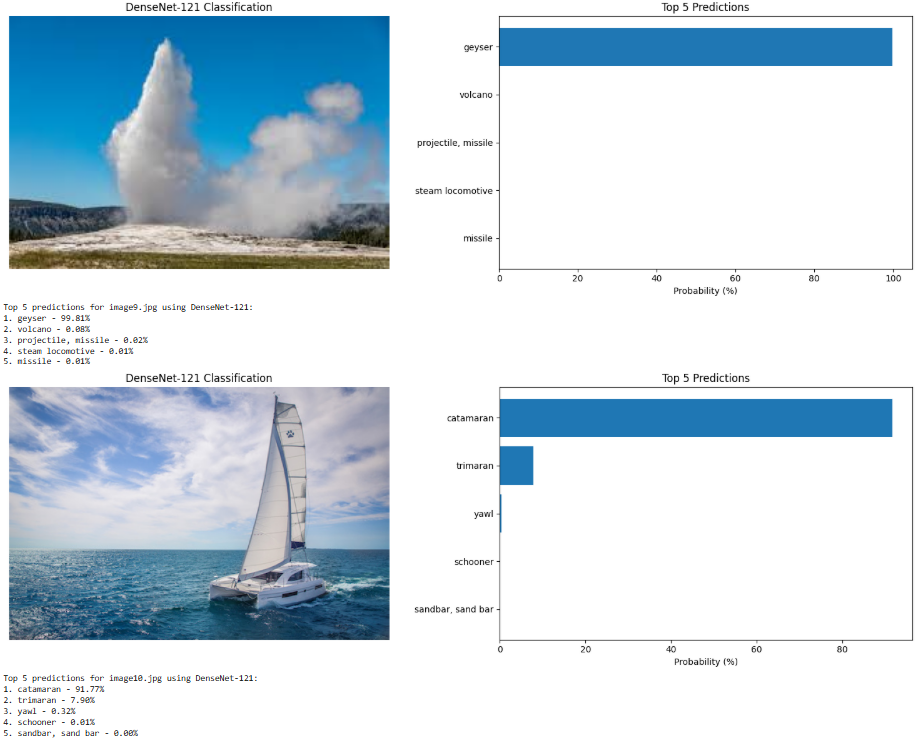 DenseNet-121 Classification
Top 5 Predictions
geyser
volcano
projectile, missile
steam locomotive
missile
0 20 40 60 80 100
Probability (%)
Top 5 predictions for image9.jpg using DenseNet-121:
1. geyser - 99.81%
2. volcano - 0.08%
3. projectile, missile - 0.02%
4. steam locomotive - 0.01%
5. missile - 0.01%
DenseNet-121 Classification
Top 5 Predictions
catamaran
trimaran
yawl
schooner
sandbar, sand bar
0 20 40 60 80
Probability (%)
Top 5 predictions for image10.jpg using DenseNet-121:
1. catamaran - 91.77%
2. trimaran - 7.90%
3. yawl - 0.32%
4. schooner - 0.01%
5. sandbar, sand bar - 0.00%